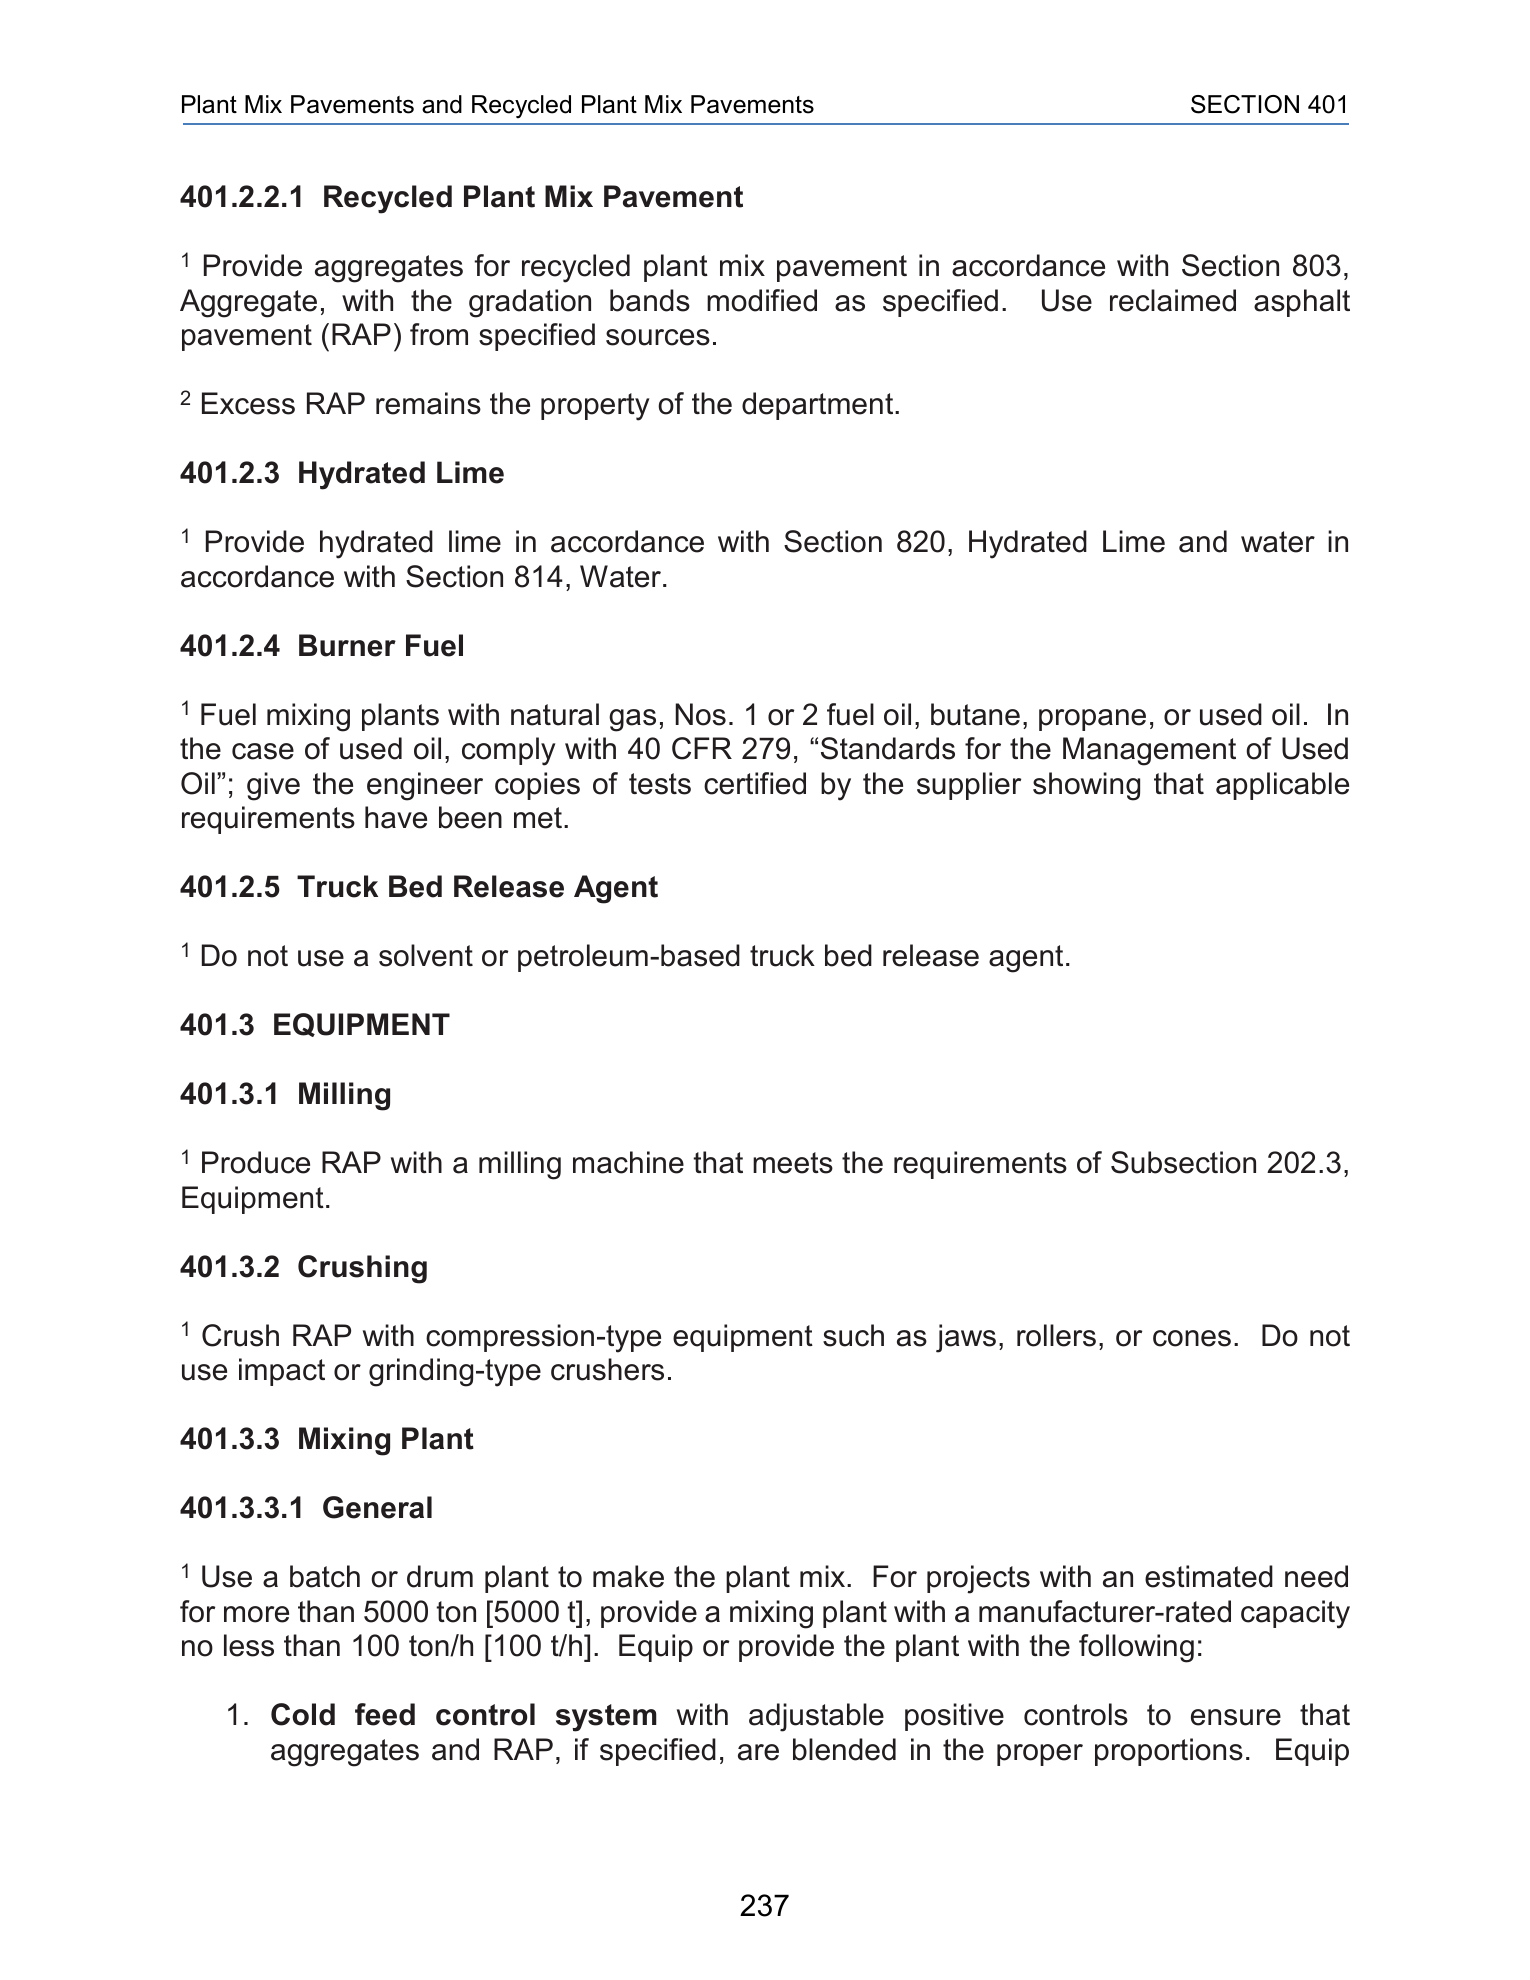 Plant Mix Pavements and Recycled Plant Mix Pavements SECTION 401
401.2.2.1 Recycled Plant Mix Pavement
1 Provide aggregates for recycled plant mix pavement in accordance with Section 803,
Aggregate, with the gradation bands modified as specified. Use reclaimed asphalt
pavement (RAP) from specified sources.
2 Excess RAP remains the property of the department.
401.2.3 Hydrated Lime
1 Provide hydrated lime in accordance with Section 820, Hydrated Lime and water in
accordance with Section 814, Water.
401.2.4 Burner Fuel
1 Fuel mixing plants with natural gas, Nos. 1 or 2 fuel oil, butane, propane, or used oil. In
the case of used oil, comply with 40 CFR 279, “Standards for the Management of Used
Oil”; give the engineer copies of tests certified by the supplier showing that applicable
requirements have been met.
401.2.5 Truck Bed Release Agent
1 Do not use a solvent or petroleum-based truck bed release agent.
401.3 EQUIPMENT
401.3.1 Milling
1 Produce RAP with a milling machine that meets the requirements of Subsection 202.3,
Equipment.
401.3.2 Crushing
1 Crush RAP with compression-type equipment such as jaws, rollers, or cones. Do not
use impact or grinding-type crushers.
401.3.3 Mixing Plant
401.3.3.1 General
1 Use a batch or drum plant to make the plant mix. For projects with an estimated need
for more than 5000 ton [5000 t], provide a mixing plant with a manufacturer-rated capacity
no less than 100 ton/h [100 t/h]. Equip or provide the plant with the following:
1. Cold feed control system with adjustable positive controls to ensure that
aggregates and RAP, if specified, are blended in the proper proportions. Equip
237